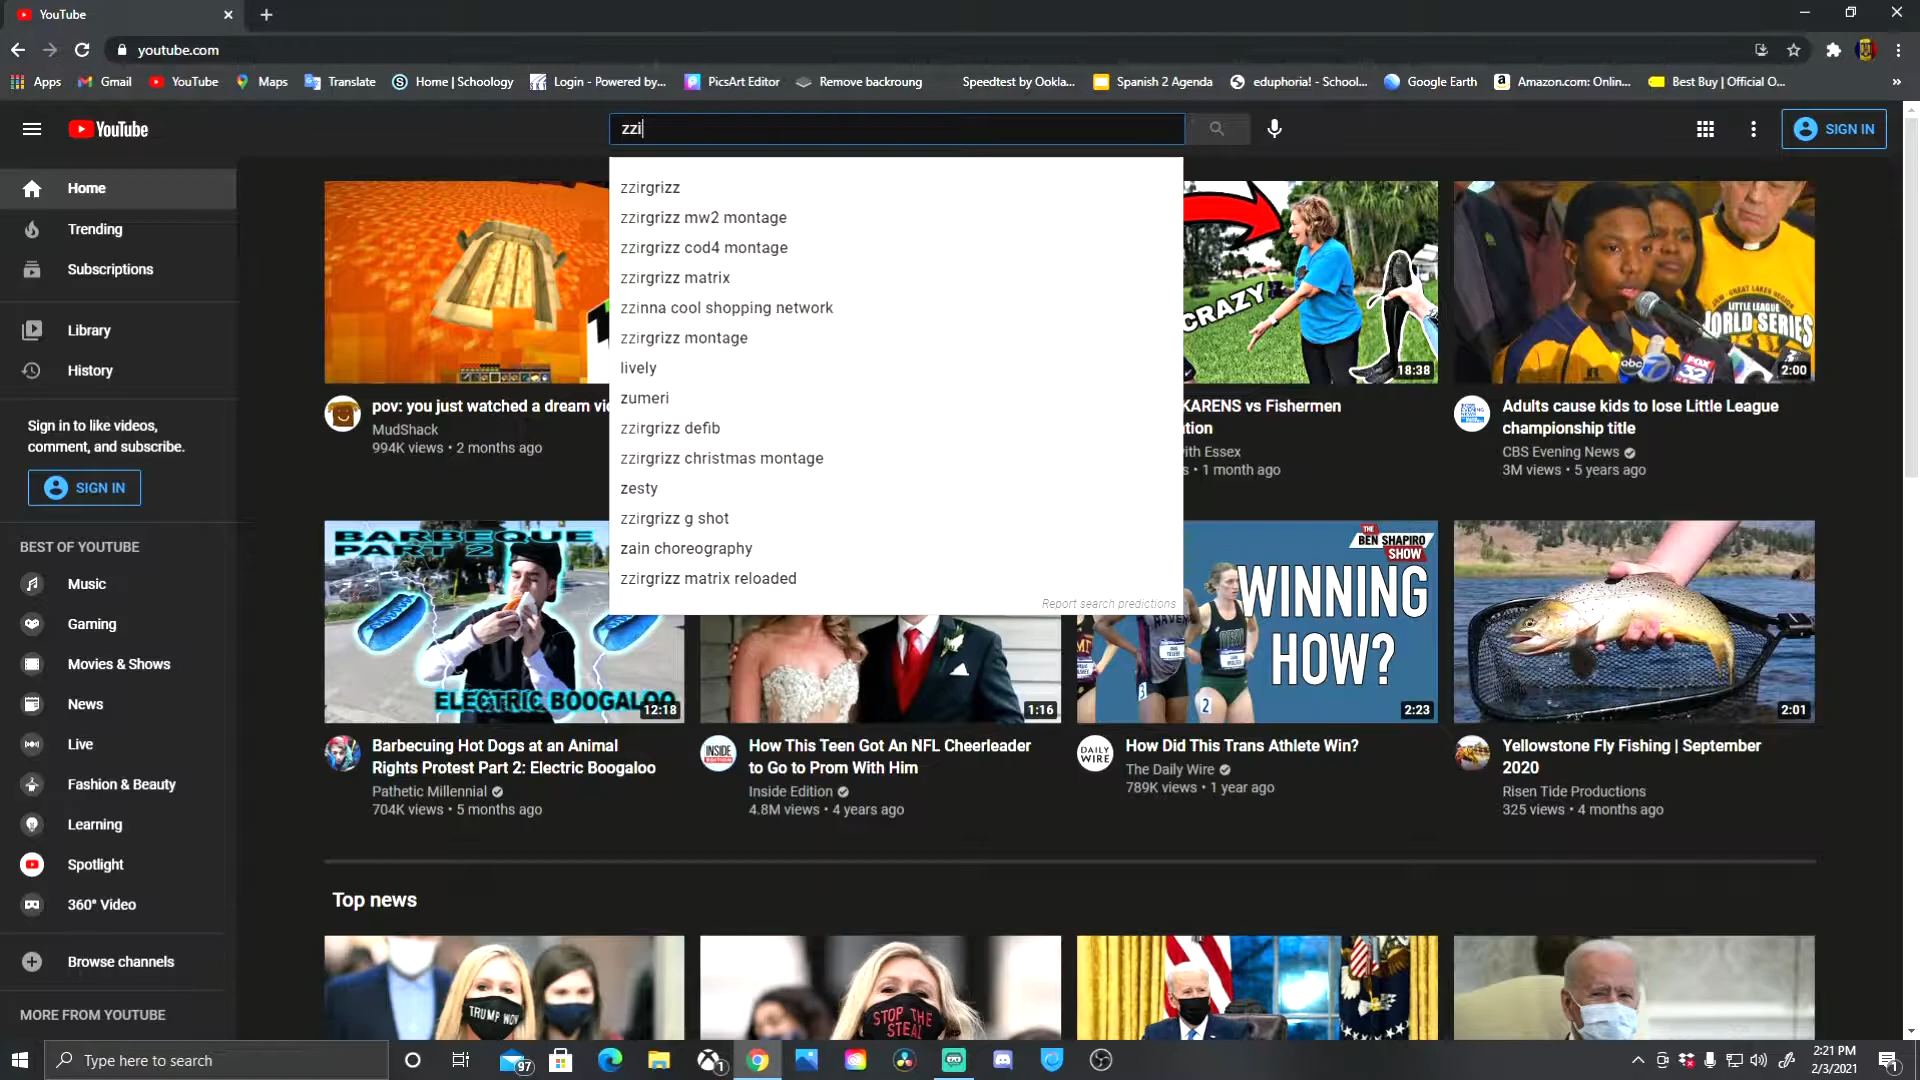 YouTube
youtube.com
Apps
Gmail
YouTube
Maps
Translate
Home | Schoology
Login - Powered by...
PicsArt Editor
Remove backroung
Speedtest by Ookla...
Spanish 2 Agenda
eduphoria! - School...
Google Earth
Amazon.com: Onlin...
Best Buy | Official O...
»
YouTube
zzi
SIGN IN
Home
Trending
Subscriptions
Library
History
Sign in to like videos,
comment, and subscribe.
SIGN IN
BEST OF YOUTUBE
Music
Gaming
Movies & Shows
News
Live
Fashion & Beauty
Learning
Spotlight
360° Video
Browse channels
MORE FROM YOUTUBE
zzirgrizz
zzirgrizz mw2 montage
zzirgrizz cod4 montage
zzirgrizz matrix
zzinna cool shopping network
zzirgrizz montage
lively
zumeri
zzirgrizz defib
zzirgrizz christmas montage
zesty
zzirgrizz g shot
zain choreography
zzirgrizz matrix reloaded
Report search predictions
pov: you just watched a dream vi
MudShack
994K views • 2 months ago
CRAZY
18:38
KARENS vs Fishermen
tion
ith Essex
s • 1 month ago
LITTLE LEAGUE
WORLD SERIES
abc
FOX
32
2:00
Adults cause kids to lose Little League
championship title
CBS Evening News
3M views • 5 years ago
BARBEQUE
PART 2
ELECTRIC BOOGALOO
12:18
Barbecuing Hot Dogs at an Animal
Rights Protest Part 2: Electric Boogaloo
Pathetic Millennial
704K views • 5 months ago
1:16
INSIDE
EDITION
How This Teen Got An NFL Cheerleader
to Go to Prom With Him
Inside Edition
4.8M views • 4 years ago
THE
BEN SHAPIRO
SHOW
WINNING
HOW?
2
2:23
DAILY
WIRE
How Did This Trans Athlete Win?
The Daily Wire
789K views • 1 year ago
2:01
Yellowstone Fly Fishing | September
2020
Risen Tide Productions
325 views • 4 months ago
Top news
TRUMP WON
STOP THE
STEAL
Type here to search
97
1
2:21 PM
2/3/2021
1